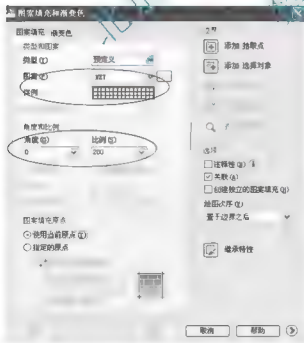 图案填充和渐变色
图案填充 渐变色
类型和图案
类型(Y) 预定义
图案(P) NET
样例
角度和比例
角度(G) 比例(S)
0 200
图案填充原点
使用当前原点(T)
指定的原点
边界
添加 拾取点
添加 选择对象
选项
注释性(N)
关联(A)
创建独立的图案填充(H)
绘图次序(W)
置于边界之后
继承特性
取消 帮助